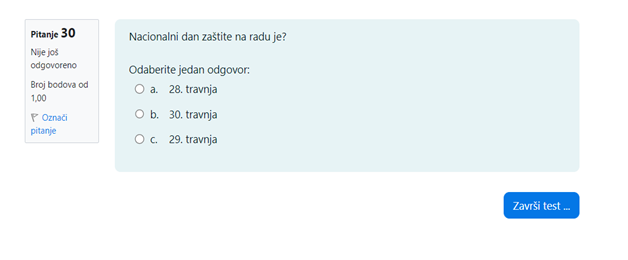 Pitanje 30
Nije još
odgovoreno
Broj bodova od
1,00
Označi
pitanje
Nacionalni dan zaštite na radu je?
Odaberite jedan odgovor:
a. 28. travnja
b. 30. travnja
c. 29. travnja
Završi test ...